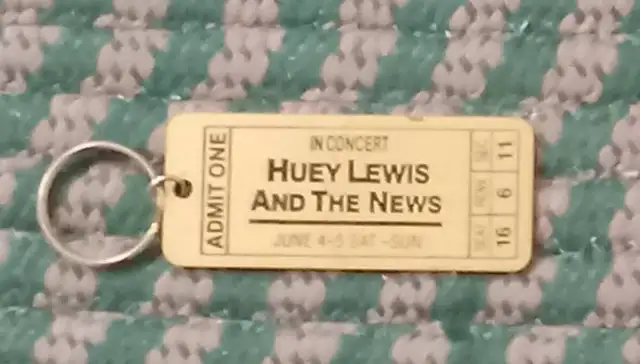 ADMIT ONE
IN CONCERT
HUEY LEWIS
AND THE NEWS
JUNE 4-5 SAT-SUN
SEC 11
ROW 6
SEAT 16